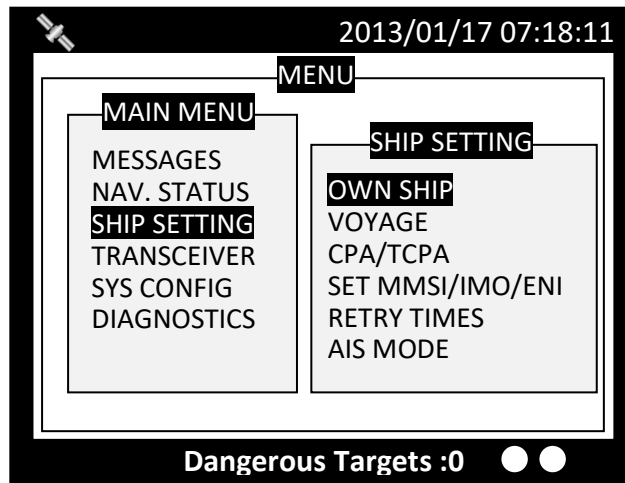 2013/01/17 07:18:11
MENU
MAIN MENU
MESSAGES
NAV. STATUS
SHIP SETTING
TRANSCEIVER
SYS CONFIG
DIAGNOSTICS
SHIP SETTING
OWN SHIP
VOYAGE
CPA/TCPA
SET MMSI/IMO/ENI
RETRY TIMES
AIS MODE
Dangerous Targets :0